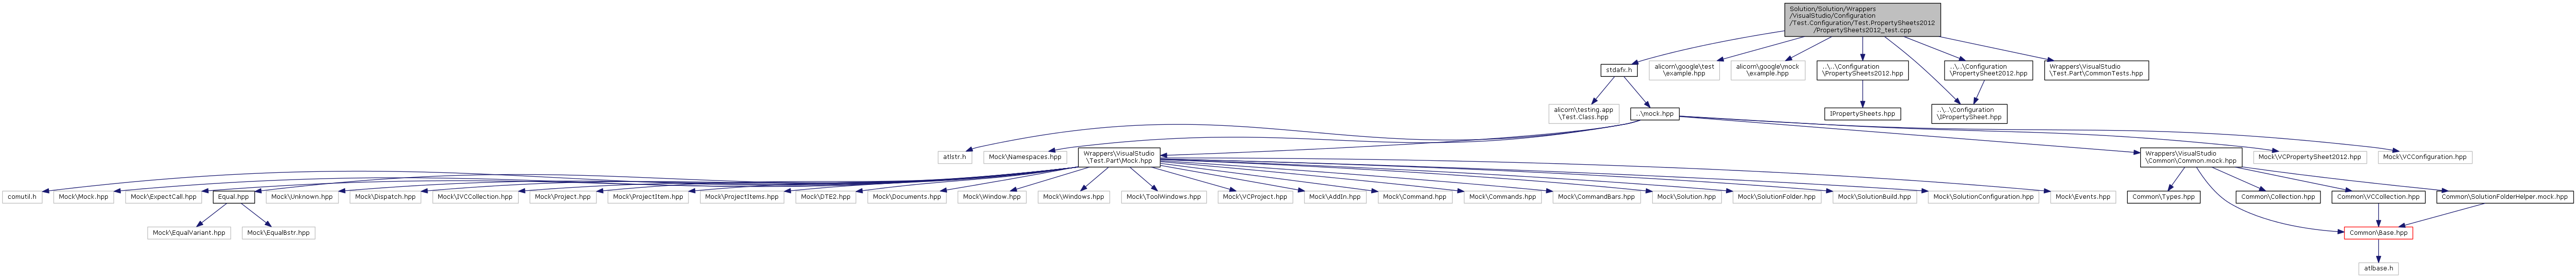 Solution/Solution/Wrappers
/VisualStudio/Configuration
/Test.Configuration/Test.PropertySheets2012
/PropertySheets2012_test.cpp
stdafx.h
alicorn\google\test
\example.hpp
alicorn\google\mock
\example.hpp
..\..\Configuration
\PropertySheets2012.hpp
..\..\Configuration
\PropertySheet2012.hpp
Wrappers\VisualStudio
\Test.Part\CommonTests.hpp
alicorn\testing.app
\Test.Class.hpp
..\mock.hpp
IPropertySheets.hpp
..\..\Configuration
\IPropertySheet.hpp
atlstr.h
Mock\Namespaces.hpp
Wrappers\VisualStudio
\Test.Part\Mock.hpp
Wrappers\VisualStudio
\Common\Common.mock.hpp
Mock\VCPropertySheet2012.hpp
Mock\VCConfiguration.hpp
comutil.h
Mock\Mock.hpp
Mock\ExpectCall.hpp
Equal.hpp
Mock\Unknown.hpp
Mock\Dispatch.hpp
Mock\IVCCollection.hpp
Mock\Project.hpp
Mock\ProjectItem.hpp
Mock\ProjectItems.hpp
Mock\DTE2.hpp
Mock\Documents.hpp
Mock\Window.hpp
Mock\Windows.hpp
Mock\ToolWindows.hpp
Mock\VCProject.hpp
Mock\AddIn.hpp
Mock\Command.hpp
Mock\Commands.hpp
Mock\CommandBars.hpp
Mock\Solution.hpp
Mock\SolutionFolder.hpp
Mock\SolutionBuild.hpp
Mock\SolutionConfiguration.hpp
Mock\Events.hpp
Common\Types.hpp
Common\Collection.hpp
Common\VCCollection.hpp
Common\SolutionFolderHelper.mock.hpp
Mock\EqualVariant.hpp
Mock\EqualBstr.hpp
Common\Base.hpp
atlbase.h